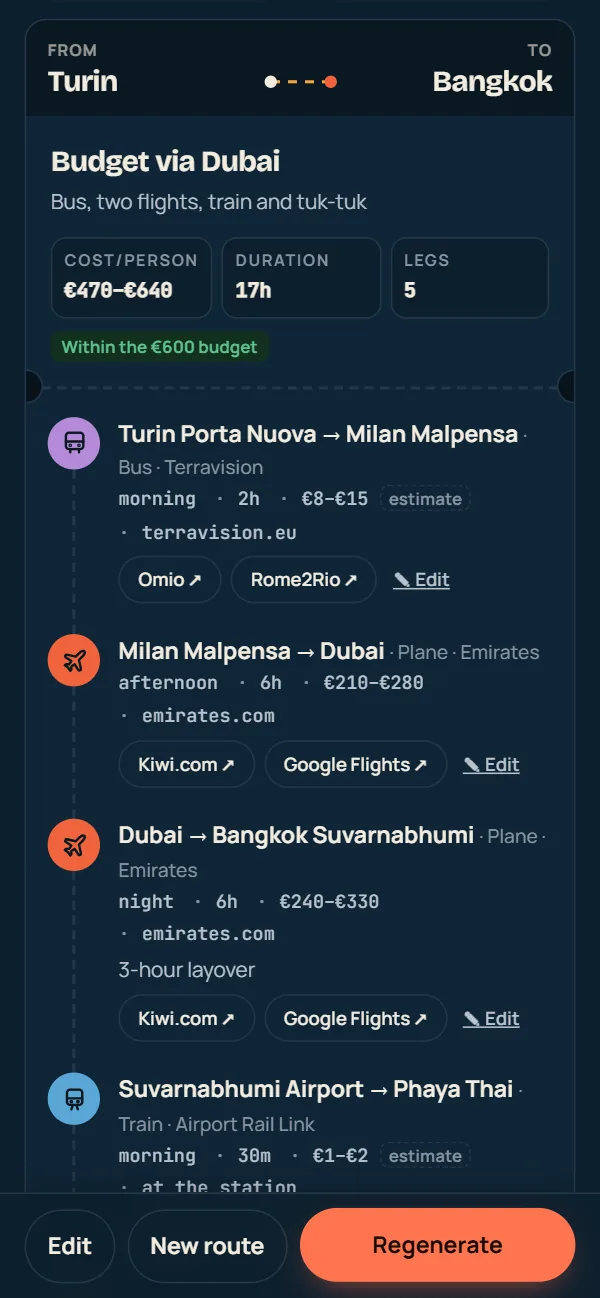 FROM
TO
Turin
Bangkok
Budget via Dubai
Bus, two flights, train and tuk-tuk
COST/PERSON
€470–€640
DURATION
17h
LEGS
5
Within the €600 budget
Turin Porta Nuova → Milan Malpensa ·
Bus · Terravision
morning · 2h · €8–€15 estimate
· terravision.eu
Omio ↗ Rome2Rio ↗ ✎ Edit
Milan Malpensa → Dubai · Plane · Emirates
afternoon · 6h · €210–€280
· emirates.com
Kiwi.com ↗ Google Flights ↗ ✎ Edit
Dubai → Bangkok Suvarnabhumi · Plane ·
Emirates
night · 6h · €240–€330
· emirates.com
3-hour layover
Kiwi.com ↗ Google Flights ↗ ✎ Edit
Suvarnabhumi Airport → Phaya Thai ·
Train · Airport Rail Link
morning · 30m · €1–€2 estimate
· at the station
Edit
New route
Regenerate